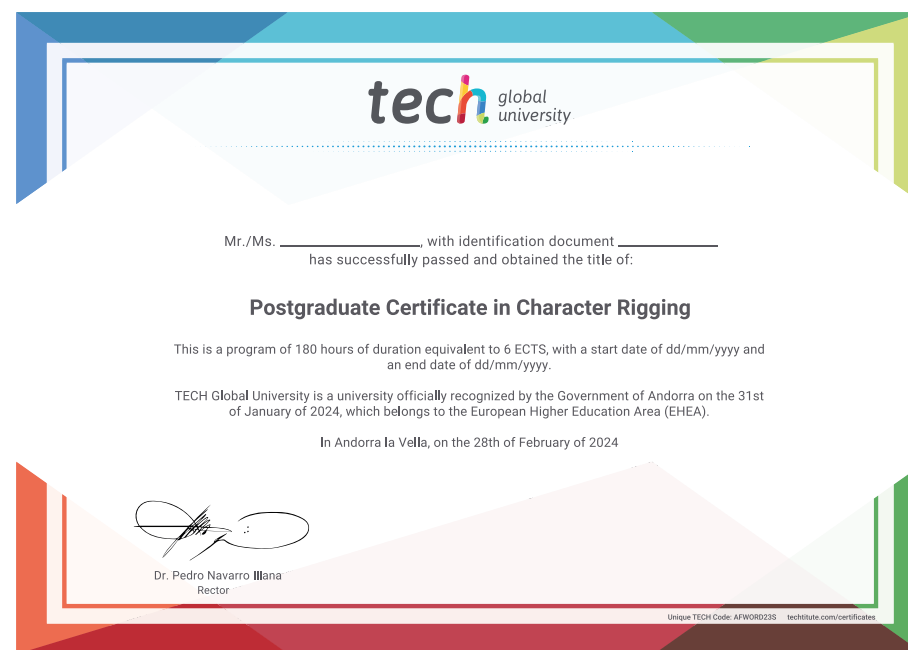 tech global university
Mr./Ms. ____________, with identification document ____________
has successfully passed and obtained the title of:
Postgraduate Certificate in Character Rigging
This is a program of 180 hours of duration equivalent to 6 ECTS, with a start date of dd/mm/yyyy and
an end date of dd/mm/yyyy.
TECH Global University is a university officially recognized by the Government of Andorra on the 31st
of January of 2024, which belongs to the European Higher Education Area (EHEA).
In Andorra la Vella, on the 28th of February of 2024
Dr. Pedro Navarro Illana
Rector
Unique TECH Code: AFWORD23S techtitute.com/certificates